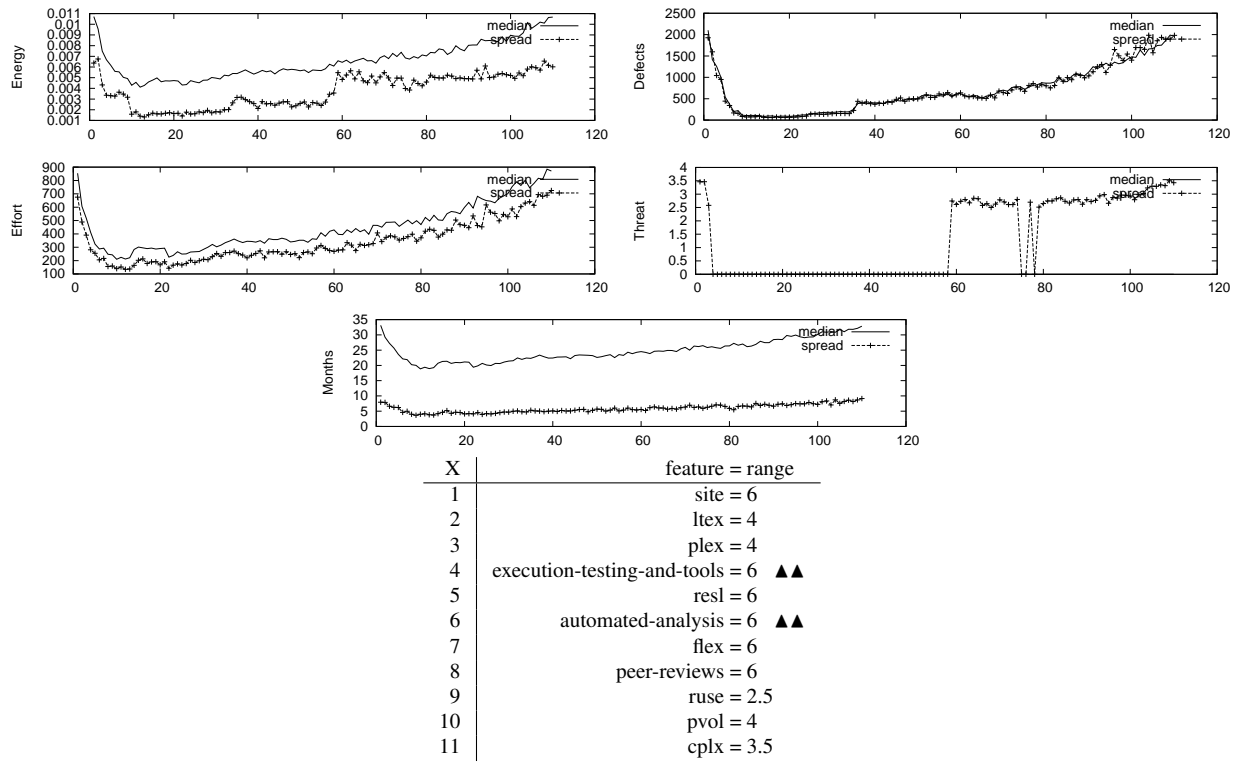 Energy
0.011
0.009
0.008
0.006
0.005
0.003
0.002
0.001
0 20 40 60 80 100 120
median
spread
Defects
2500
2000
1500
1000
500
0
0 20 40 60 80 100 120
median
spread
Effort
900
800
700
600
500
400
300
200
100
0 20 40 60 80 100 120
median
spread
Threat
4
3.5
3
2.5
2
1.5
1
0.5
0
0 20 40 60 80 100 120
median
spread
Months
35
30
25
20
15
10
5
0
0 20 40 60 80 100 120
median
spread
X feature = range
1 site = 6
2 ltex = 4
3 plex = 4
4 execution-testing-and-tools = 6 ▲▲
5 resl = 6
6 automated-analysis = 6 ▲▲
7 flex = 6
8 peer-reviews = 6
9 ruse = 2.5
10 pvol = 4
11 cplx = 3.5